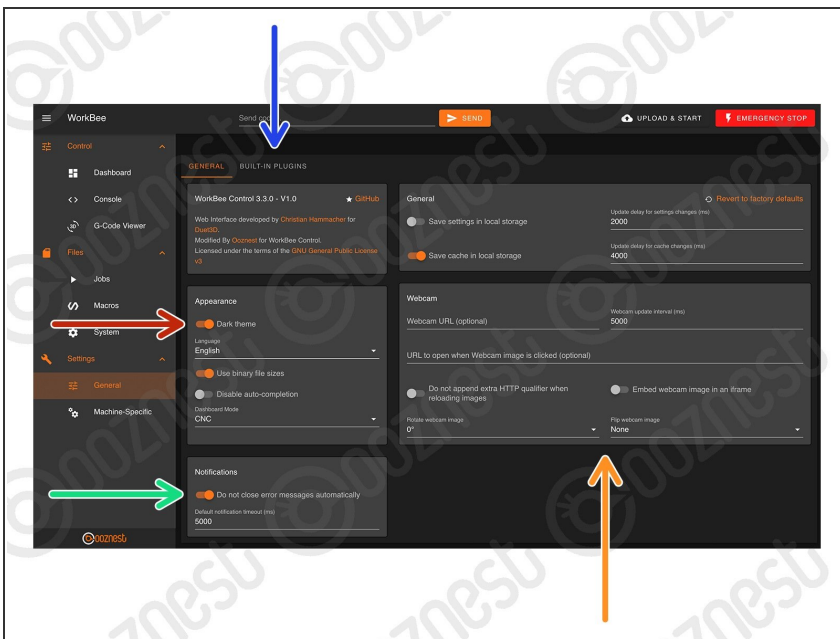 WorkBee
Send code
SEND
UPLOAD & START
EMERGENCY STOP
Control
Dashboard
Console
3D
G-Code Viewer
Files
Jobs
Macros
System
Settings
General
Machine-Specific
ooznest
GENERAL
BUILT-IN PLUGINS
WorkBee Control 3.3.0 - V1.0
GitHub
Web Interface developed by Christian Hammacher for
Duet3D.
Modified By Ooznest for WorkBee Control.
Licensed under the terms of the GNU General Public License
v3
General
Revert to factory defaults
Save settings in local storage
Update delay for settings changes (ms)
2000
Save cache in local storage
Update delay for cache changes (ms)
4000
Appearance
Dark theme
Language
English
Use binary file sizes
Disable auto-completion
Dashboard Mode
CNC
Webcam
Webcam URL (optional)
Webcam update interval (ms)
5000
URL to open when Webcam image is clicked (optional)
Do not append extra HTTP qualifier when
reloading images
Embed webcam image in an iframe
Rotate webcam image
0°
Flip webcam image
None
Notifications
Do not close error messages automatically
Default notification timeout (ms)
5000